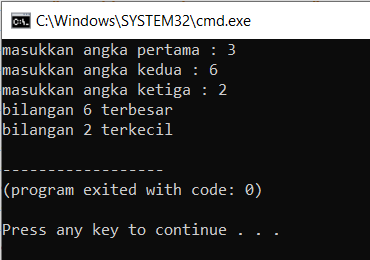 C:\Windows\SYSTEM32\cmd.exe
masukkan angka pertama : 3
masukkan angka kedua : 6
masukkan angka ketiga : 2
bilangan 6 terbesar
bilangan 2 terkecil
------------------
(program exited with code: 0)
Press any key to continue . . .